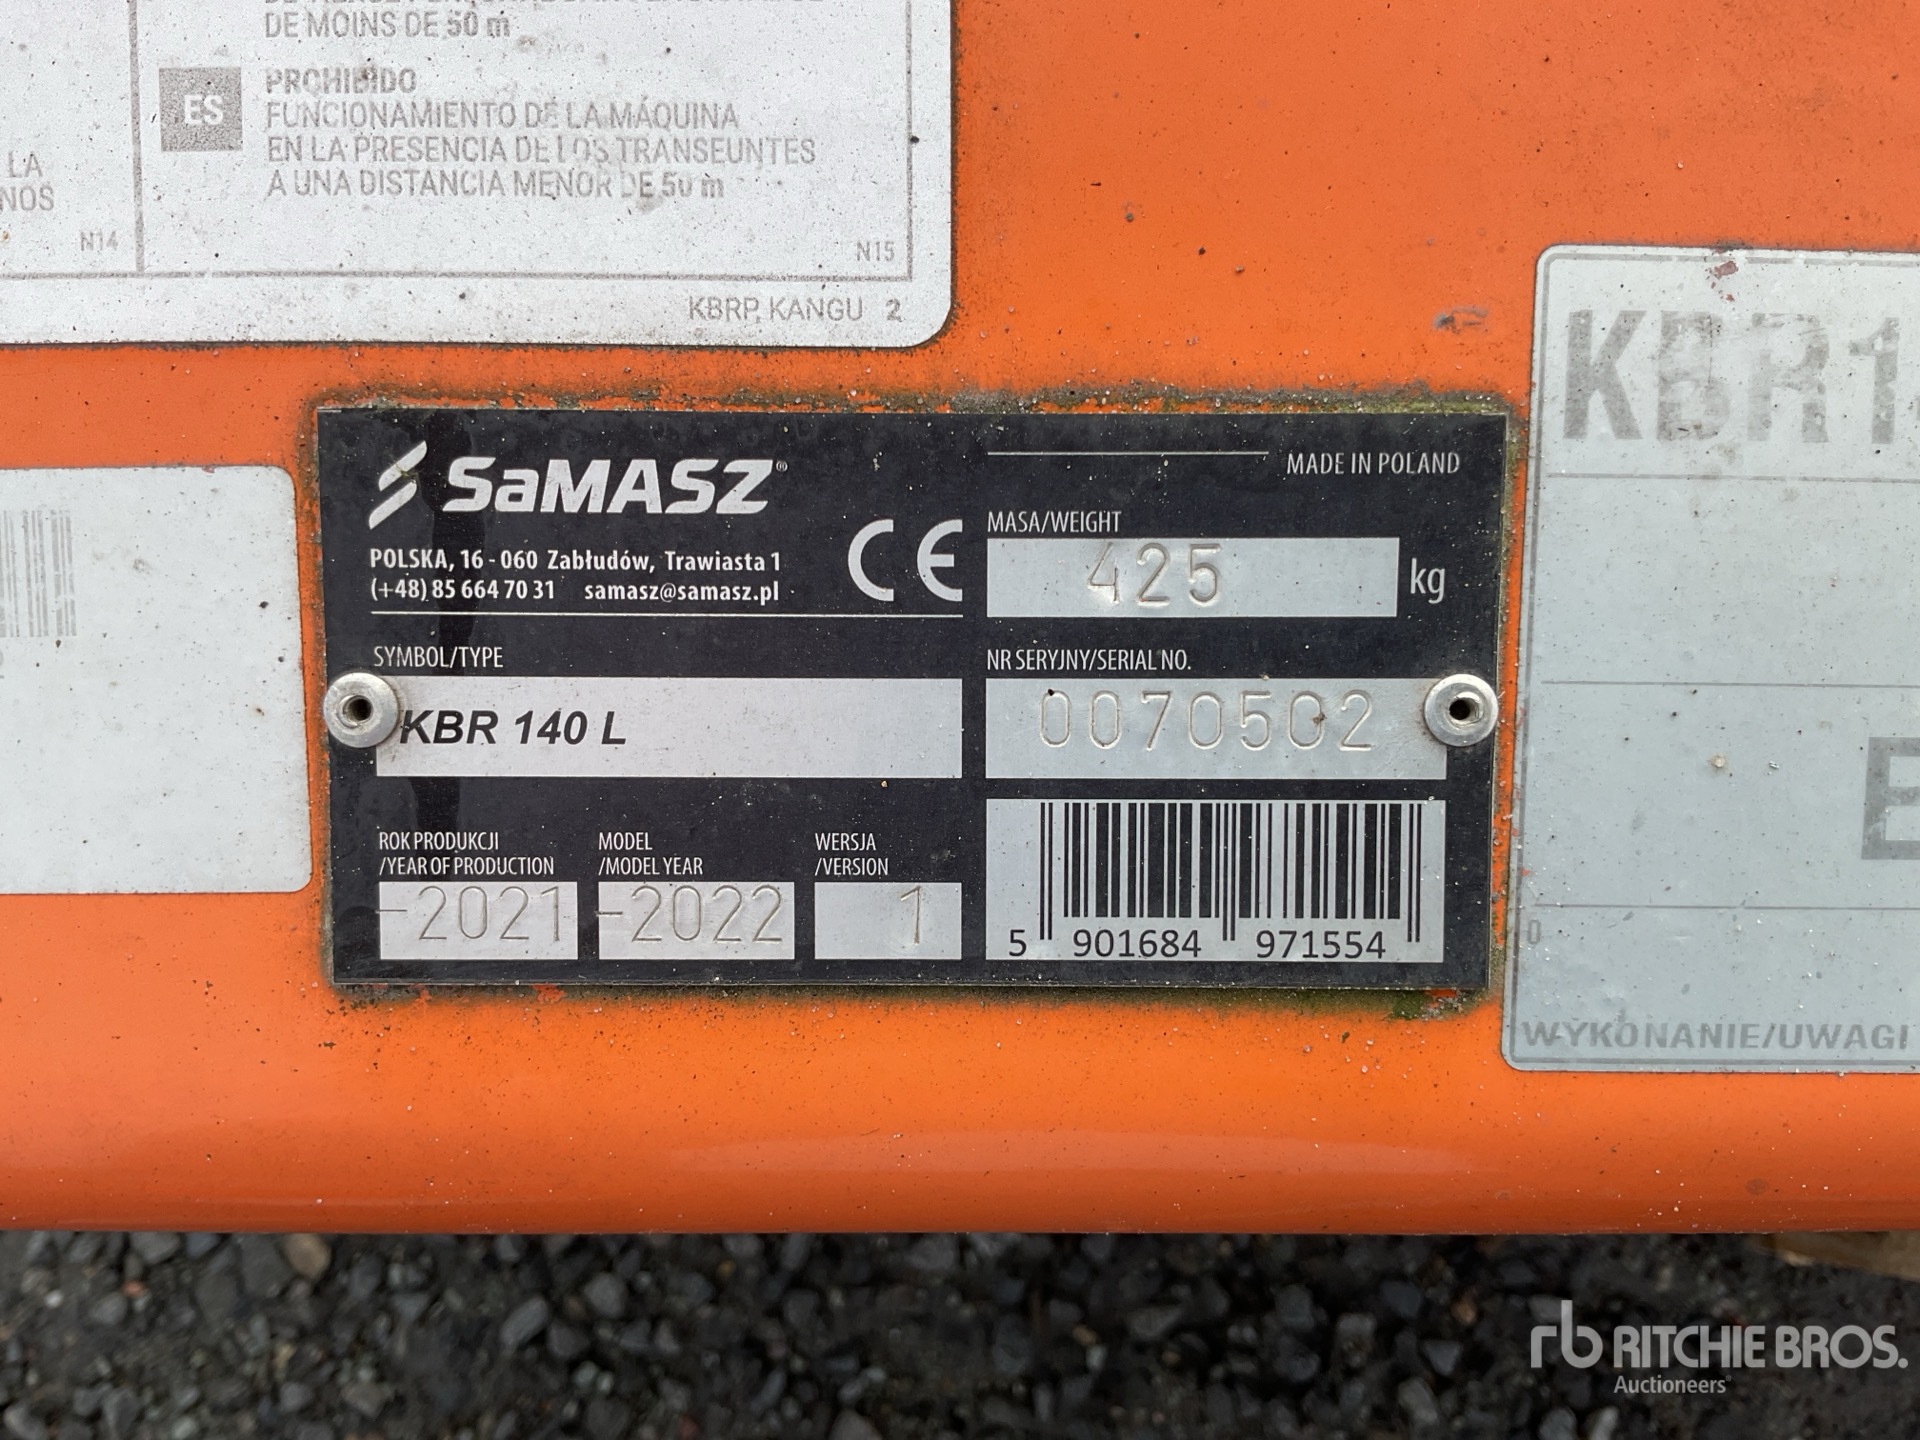 DE MOINS DE 50 m
ES
PROHIBIDO
FUNCIONAMIENTO DE LA MÁQUINA
EN LA PRESENCIA DE LOS TRANSEUNTES
A UNA DISTANCIA MENOR DE 50 m
LA
NOS
N14
N15
KBRP, KANGU 2
SaMASZ®
POLSKA, 16 - 060 Zabłudów, Trawiasta 1
(+48) 85 664 70 31 samasz@samasz.pl
CE
MADE IN POLAND
MASA/WEIGHT
425 kg
SYMBOL/TYPE
KBR 140 L
NR SERYJNY/SERIAL NO.
0070502
ROK PRODUKCJI
/YEAR OF PRODUCTION
-2021
MODEL
/MODEL YEAR
-2022
WERSJA
/VERSION
1
5 901684 971554
KBR1
E
WYKONANIE/UWAGI
rb RITCHIE BROS.
Auctioneers